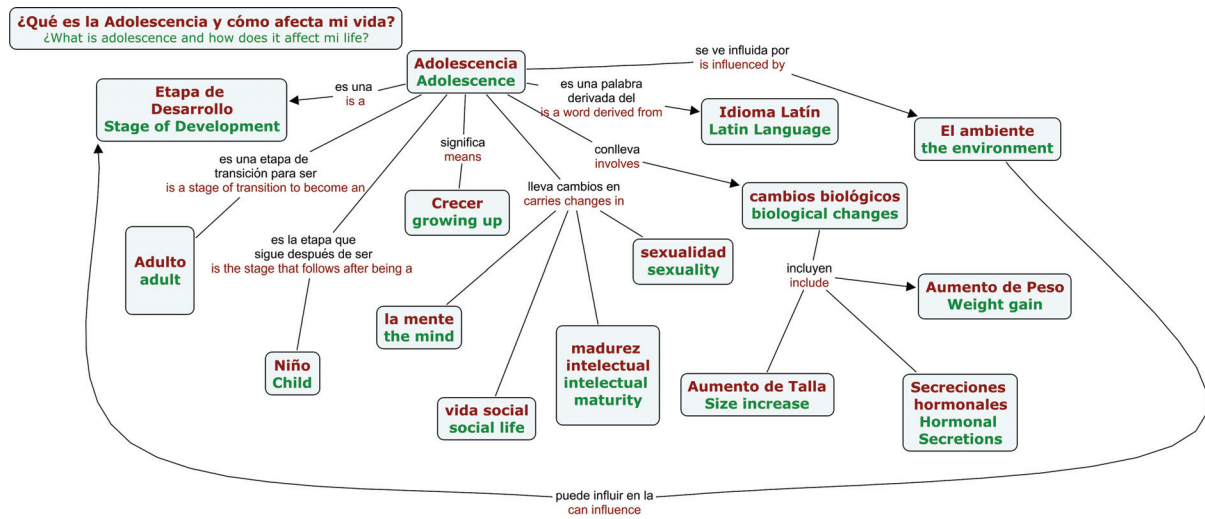 ¿Qué es la Adolescencia y cómo afecta mi vida?
¿What is adolescence and how does it affect mi life?
Adolescencia
Adolescence
se ve influida por
is influenced by
es una
is a
es una palabra
derivada del
is a word derived from
Etapa de
Desarrollo
Stage of Development
Idioma Latín
Latin Language
El ambiente
the environment
es una etapa de
transición para ser
is a stage of transition to become an
significa
means
conlleva
involves
lleva cambios en
carries changes in
Crecer
growing up
cambios biológicos
biological changes
Adulto
adult
es la etapa que
sigue después de ser
is the stage that follows after being a
sexualidad
sexuality
incluyen
include
Aumento de Peso
Weight gain
la mente
the mind
Niño
Child
madurez
intelectual
intelectual
maturity
vida social
social life
Aumento de Talla
Size increase
Secreciones
hormonales
Hormonal
Secretions
puede influir en la
can influence